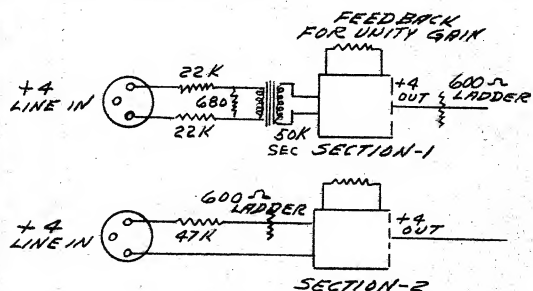 FEEDBACK
FOR UNITY GAIN
+4
LINE IN
22K
680
22K
50K
SEC
SECTION-1
+4
OUT
600Ω
LADDER
+4
LINE IN
47K
600Ω
LADDER
+4
OUT
SECTION-2